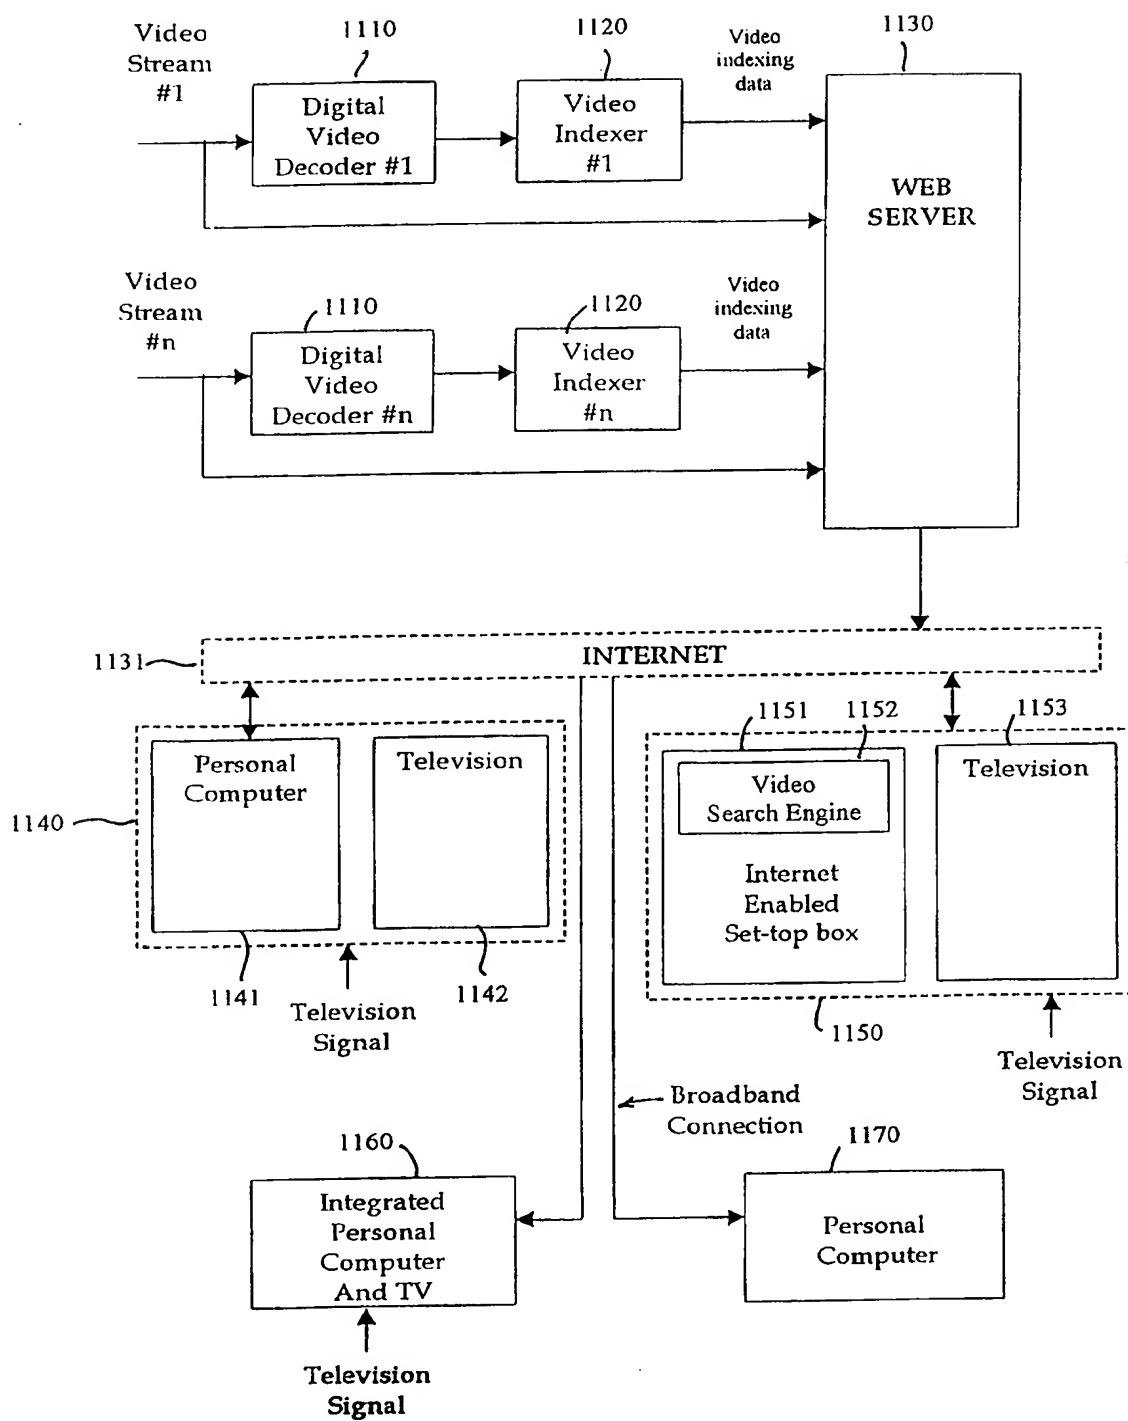 Video
Stream
#1
1110
1120
Video
indexing
data
1130
Digital
Video
Decoder #1
Video
Indexer
#1
WEB
SERVER
Video
Stream
#n
1110
1120
Video
indexing
data
Digital
Video
Decoder #n
Video
Indexer
#n
1131
INTERNET
1140
Personal
Computer
Television
1141
1142
Television
Signal
1151
1152
1153
Video
Search Engine
Internet
Enabled
Set-top box
Television
1150
Television
Signal
Broadband
Connection
1160
Integrated
Personal
Computer
And TV
Television
Signal
1170
Personal
Computer